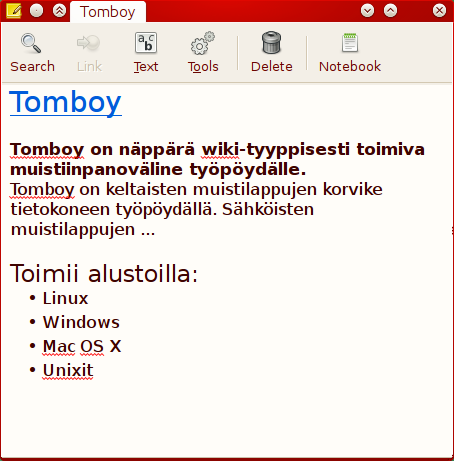 Tomboy
Search Link Text Tools Delete Notebook
Tomboy
Tomboy on näppärä wiki-tyyppisesti toimiva
muistiinpanoväline työpöydälle.
Tomboy on keltaisten muistilappujen korvike
tietokoneen työpöydällä. Sähköisten
muistilappujen ...
Toimii alustoilla:
• Linux
• Windows
• Mac OS X
• Unixit